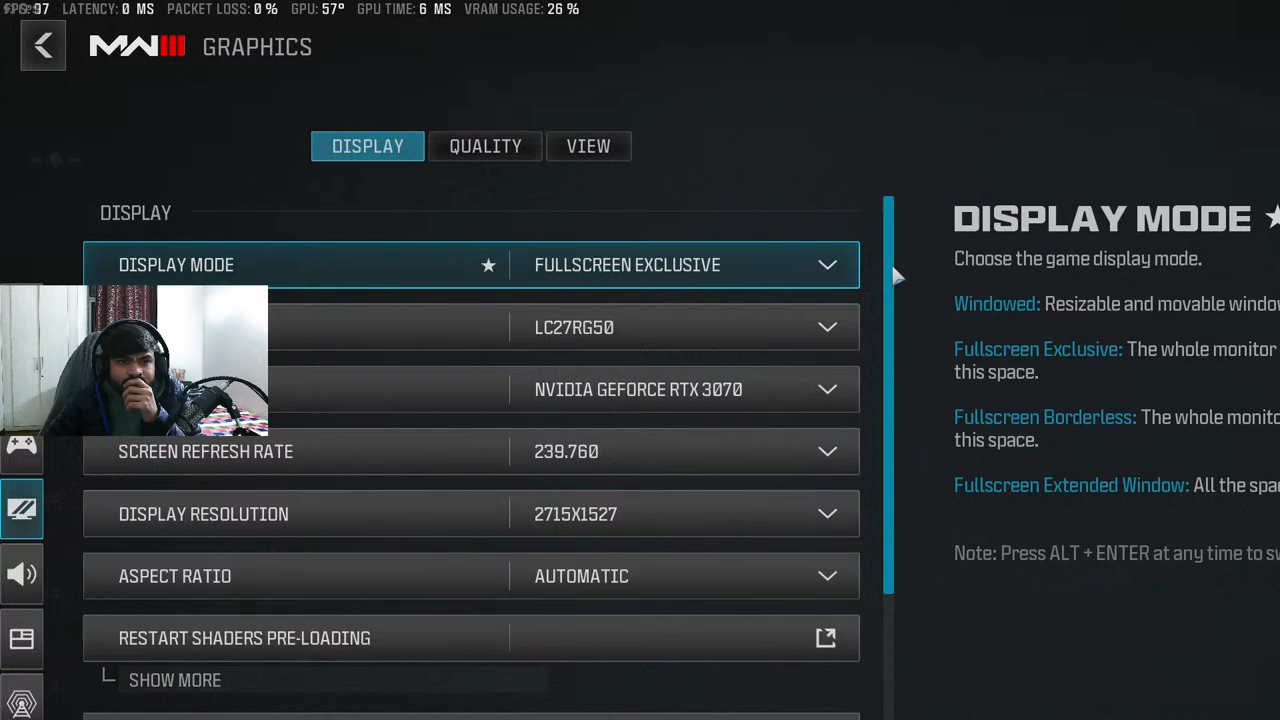 FPS: 97 LATENCY: 0 MS PACKET LOSS: 0 % GPU: 57° GPU TIME: 6 MS VRAM USAGE: 26 %
MWIII GRAPHICS
DISPLAY QUALITY VIEW
DISPLAY
DISPLAY MODE ★ FULLSCREEN EXCLUSIVE
LC27RG50
NVIDIA GEFORCE RTX 3070
SCREEN REFRESH RATE 239.760
DISPLAY RESOLUTION 2715X1527
ASPECT RATIO AUTOMATIC
RESTART SHADERS PRE-LOADING
SHOW MORE
DISPLAY MODE ★
Choose the game display mode.
Windowed: Resizable and movable window
Fullscreen Exclusive: The whole monitor
this space.
Fullscreen Borderless: The whole monito
this space.
Fullscreen Extended Window: All the spa
Note: Press ALT + ENTER at any time to sw